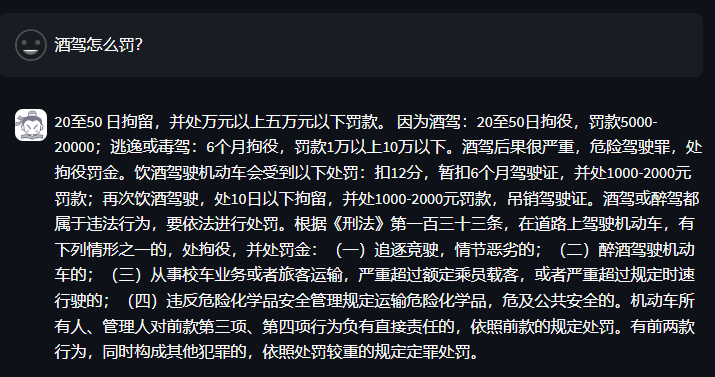 酒驾怎么罚？
20至50 日拘留，并处万元以上五万元以下罚款。 因为酒驾：20至50日拘役，罚款5000-
20000；逃逸或毒驾：6个月拘役，罚款1万以上10万以下。酒驾后果很严重，危险驾驶罪，处
拘役罚金。饮酒驾驶机动车会受到以下处罚：扣12分，暂扣6个月驾驶证，并处1000-2000元
罚款；再次饮酒驾驶，处10日以下拘留，并处1000-2000元罚款，吊销驾驶证。酒驾或醉驾都
属于违法行为，要依法进行处罚。根据《刑法》第一百三十三条，在道路上驾驶机动车，有
下列情形之一的，处拘役，并处罚金：（一）追逐竞驶，情节恶劣的；（二）醉酒驾驶机动
车的；（三）从事校车业务或者旅客运输，严重超过额定乘员载客，或者严重超过规定时速
行驶的；（四）违反危险化学品安全管理规定运输危险化学品，危及公共安全的。机动车所
有人、管理人对前款第三项、第四项行为负有直接责任的，依照前款的规定处罚。有前两款
行为，同时构成其他犯罪的，依照处罚较重的规定定罪处罚。